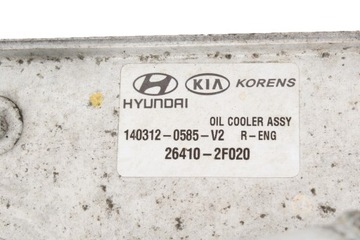 KIA KORENS
HYUNDAI
OIL COOLER ASSY
140312-0585-V2 R-ENG
26410-2F020